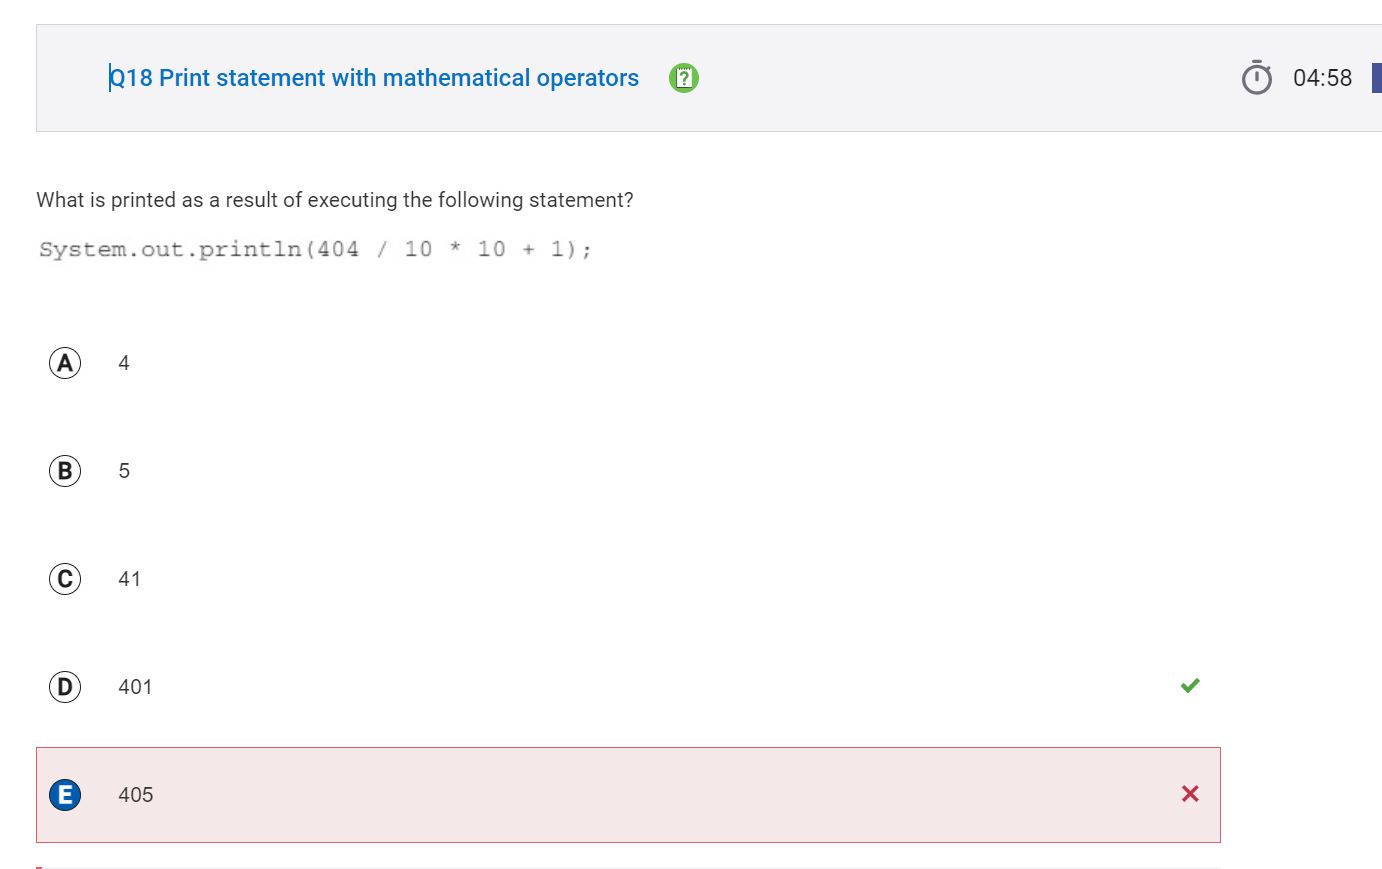 Q18 Print statement with mathematical operators
04:58
What is printed as a result of executing the following statement?
System.out.println(404 / 10 * 10 + 1);
A 4
B 5
C 41
D 401
E 405